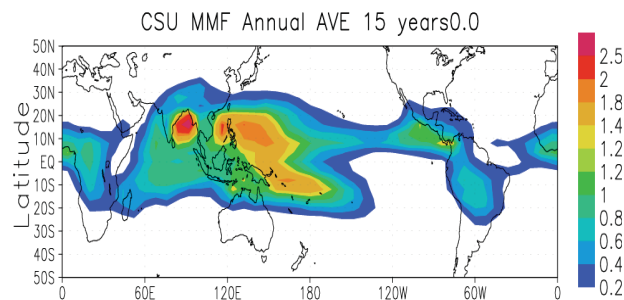 CSU MMF Annual AVE 15 years0.0
Latitude
50N
40N
30N
20N
10N
EQ
10S
20S
30S
40S
50S
0 60E 120E 180 120W 60W 0
2.5
2
1.8
1.4
1.2
1
0.8
0.6
0.4
0.2